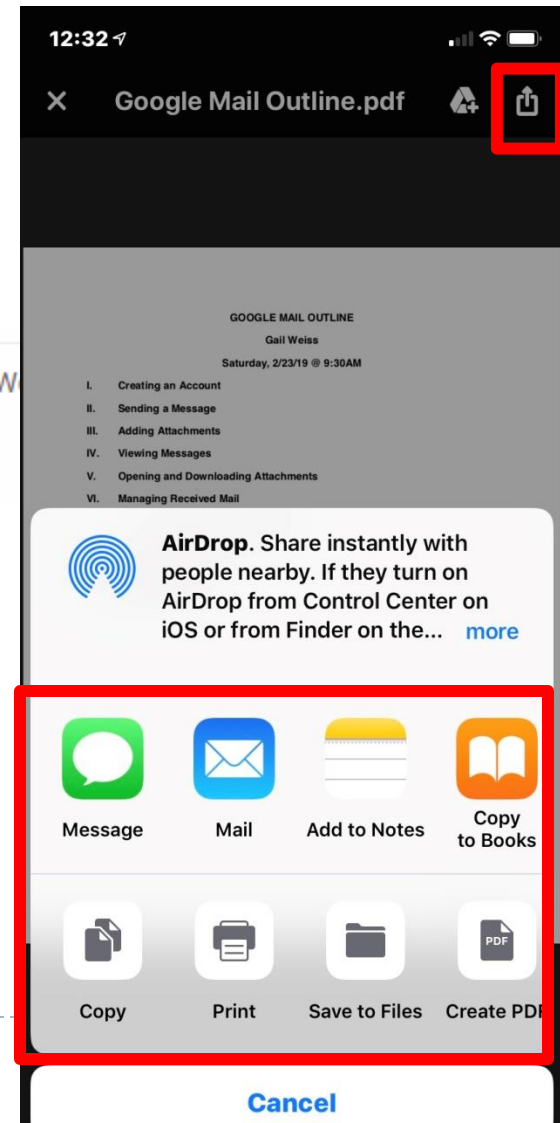 12:32
Google Mail Outline.pdf
GOOGLE MAIL OUTLINE
Gail Weiss
Saturday, 2/23/19 @ 9:30AM
I. Creating an Account
II. Sending a Message
III. Adding Attachments
IV. Viewing Messages
V. Opening and Downloading Attachments
VI. Managing Received Mail
AirDrop. Share instantly with
people nearby. If they turn on
AirDrop from Control Center on
iOS or from Finder on the... more
Message Mail Add to Notes Copy
to Books
PDF
Copy Print Save to Files Create PDF
Cancel